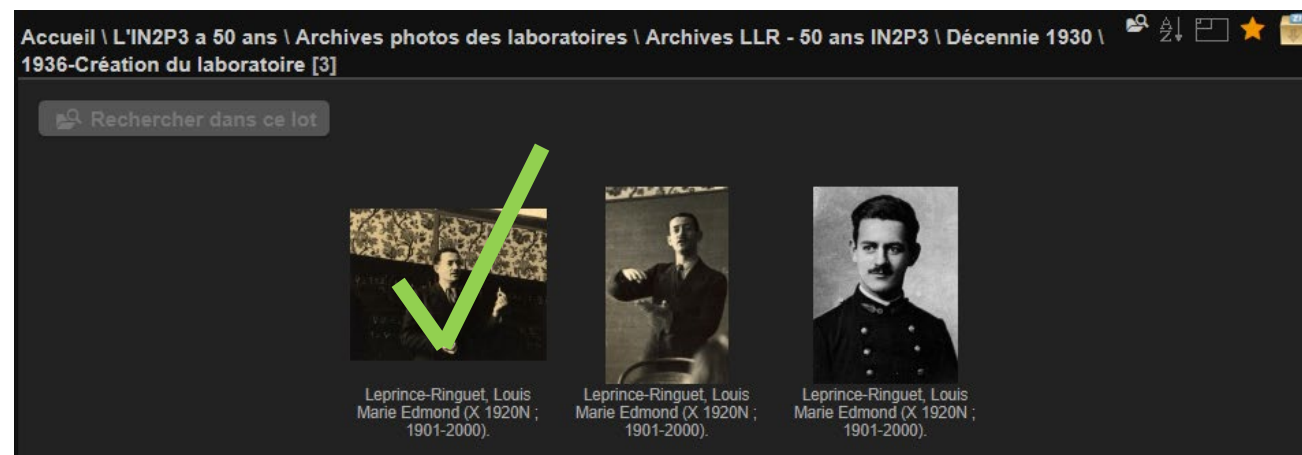 Accueil \ L'IN2P3 a 50 ans \ Archives photos des laboratoires \ Archives LLR - 50 ans IN2P3 \ Décennie 1930 \
1936-Création du laboratoire [3]
Rechercher dans ce lot
Leprince-Ringuet, Louis
Marie Edmond (X 1920N ;
1901-2000).
Leprince-Ringuet, Louis
Marie Edmond (X 1920N ;
1901-2000).
Leprince-Ringuet, Louis
Marie Edmond (X 1920N ;
1901-2000).